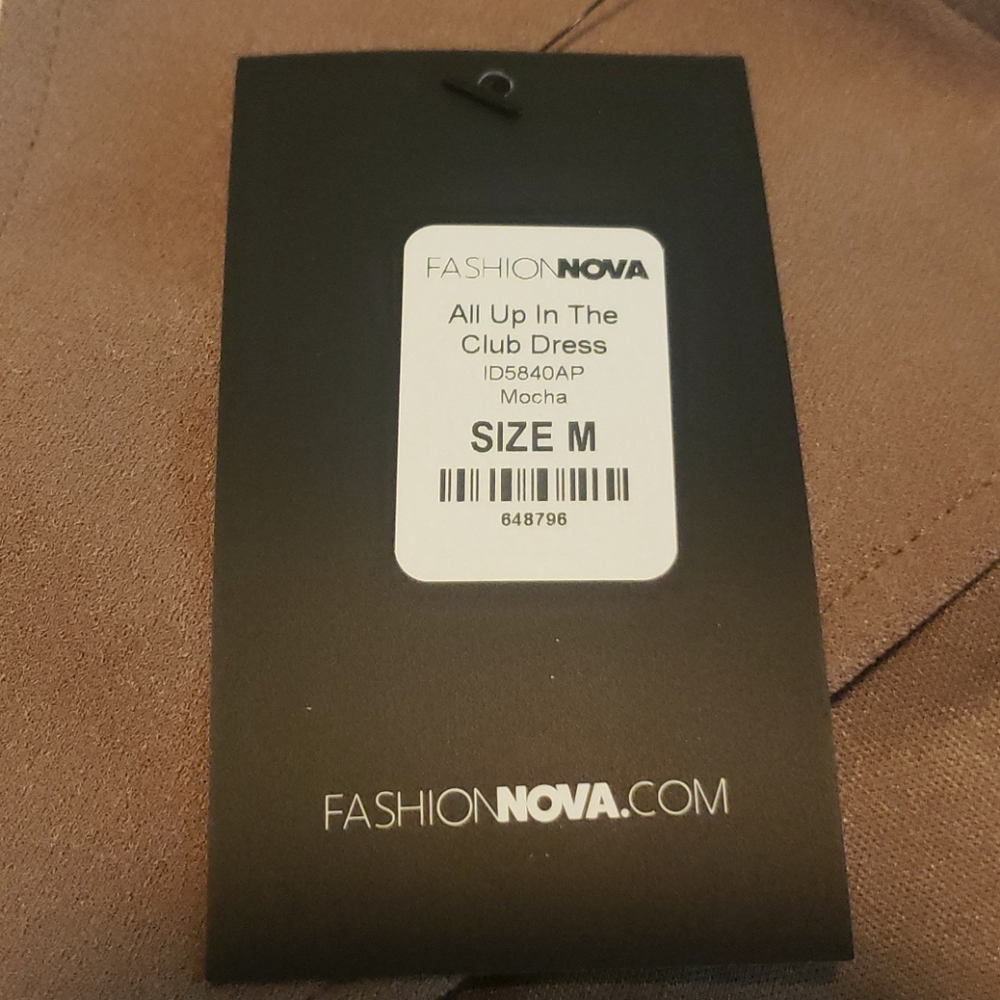 FASHIONNOVA
All Up In The
Club Dress
ID5840AP
Mocha
SIZE M
648796
FASHIONNOVA.COM